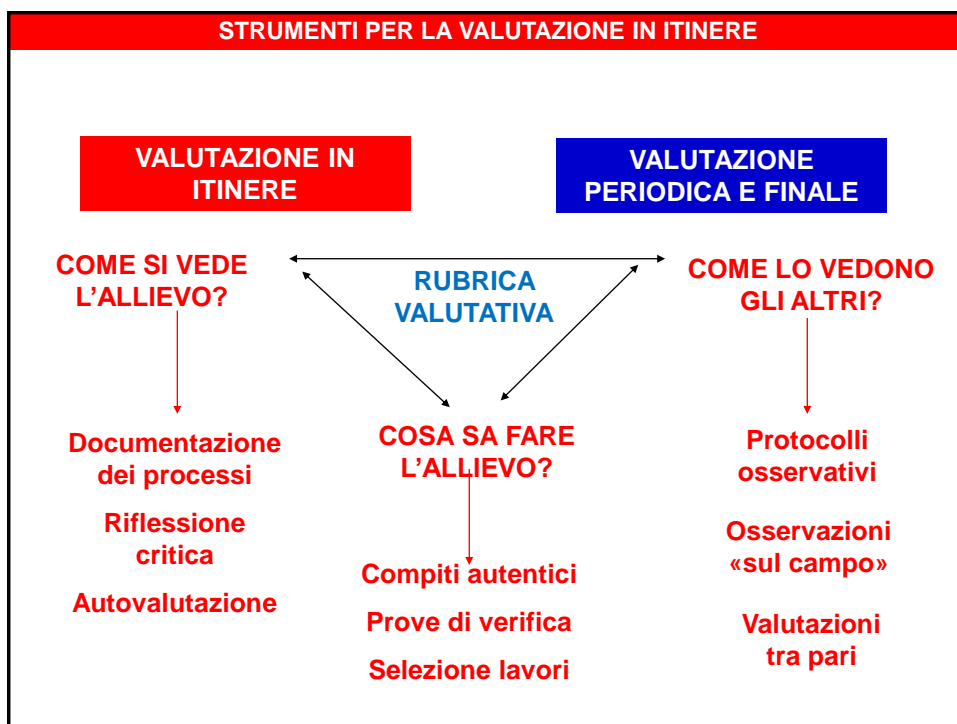 STRUMENTI PER LA VALUTAZIONE IN ITINERE
VALUTAZIONE IN
ITINERE
VALUTAZIONE
PERIODICA E FINALE
COME SI VEDE
L’ALLIEVO?
RUBRICA
VALUTATIVA
COME LO VEDONO
GLI ALTRI?
Documentazione
dei processi
Riflessione
critica
Autovalutazione
COSA SA FARE
L’ALLIEVO?
Compiti autentici
Prove di verifica
Selezione lavori
Protocolli
osservativi
Osservazioni
«sul campo»
Valutazioni
tra pari